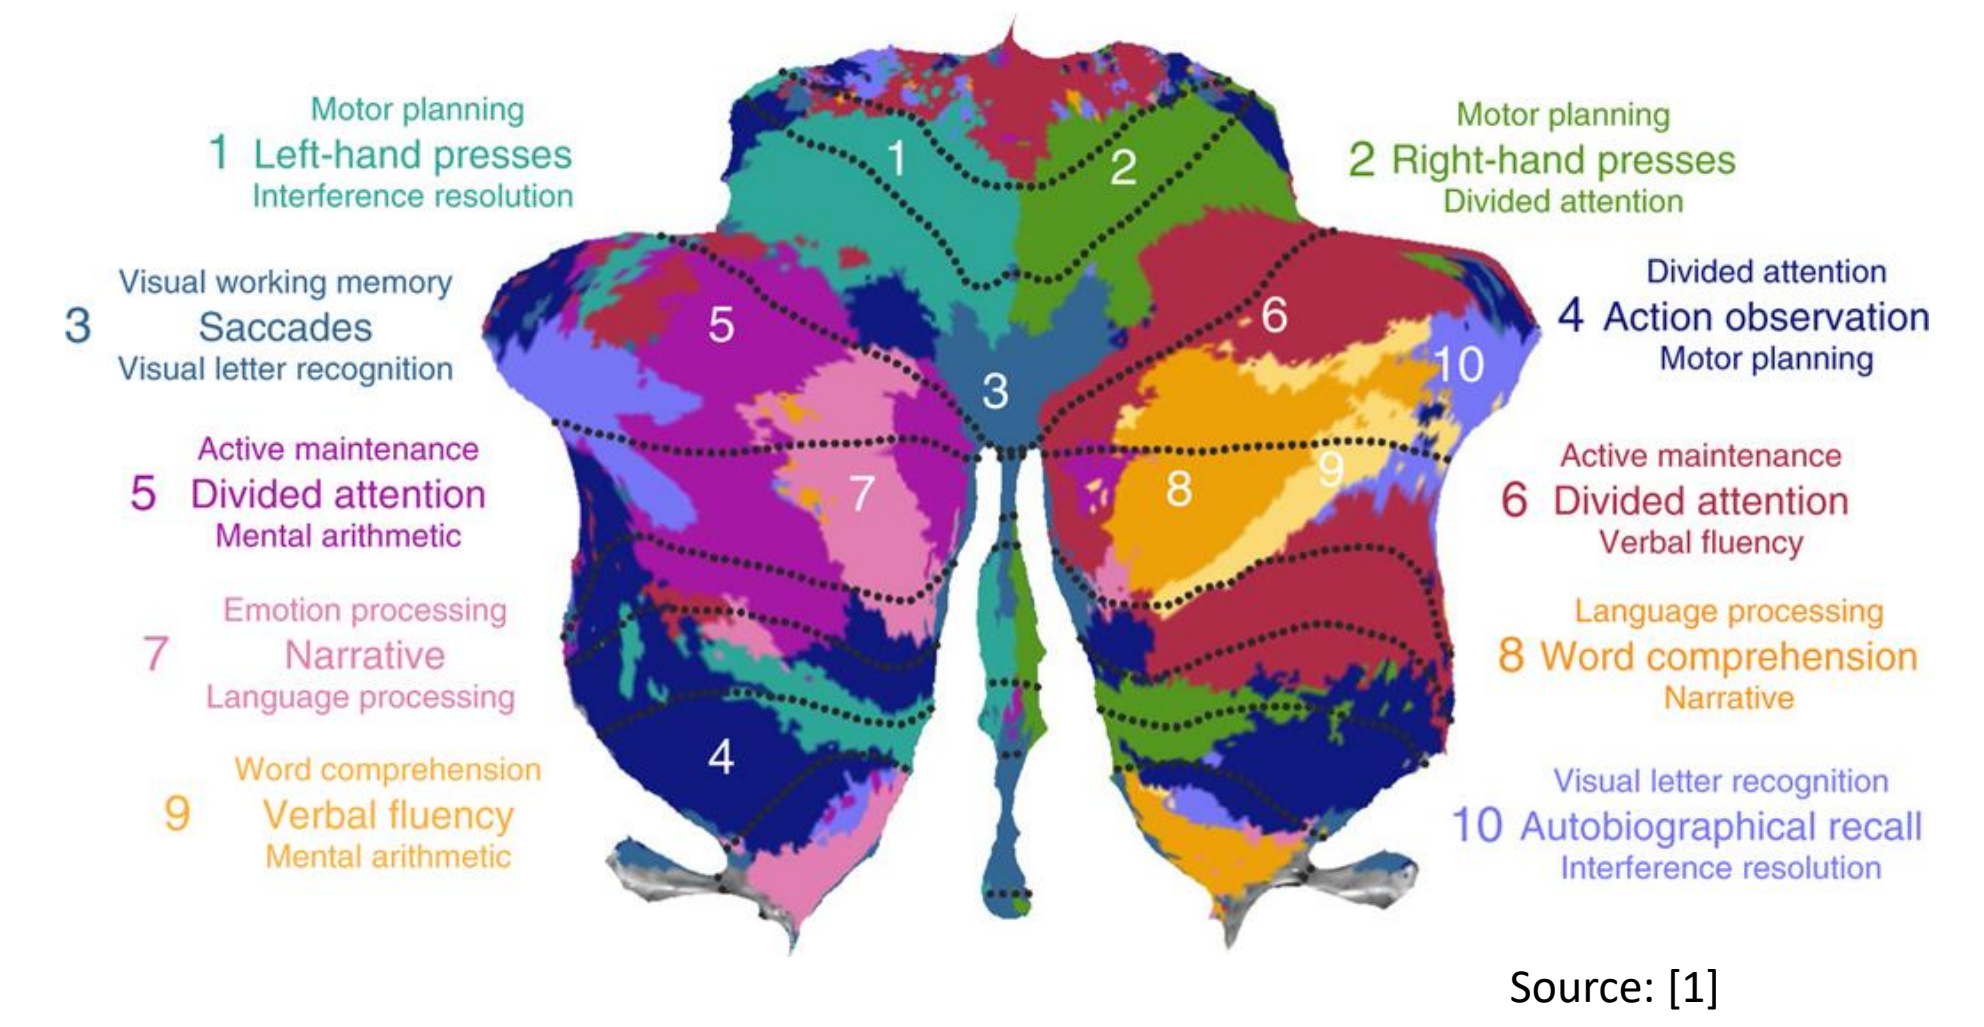 Motor planning
1 Left-hand presses
Interference resolution
Motor planning
2 Right-hand presses
Divided attention
Visual working memory
3 Saccades
Visual letter recognition
Divided attention
4 Action observation
Motor planning
Active maintenance
5 Divided attention
Mental arithmetic
Active maintenance
6 Divided attention
Verbal fluency
Emotion processing
7 Narrative
Language processing
Language processing
8 Word comprehension
Narrative
Word comprehension
9 Verbal fluency
Mental arithmetic
Visual letter recognition
10 Autobiographical recall
Interference resolution
1
2
5
6
10
3
7
8
9
4
Source: [1]